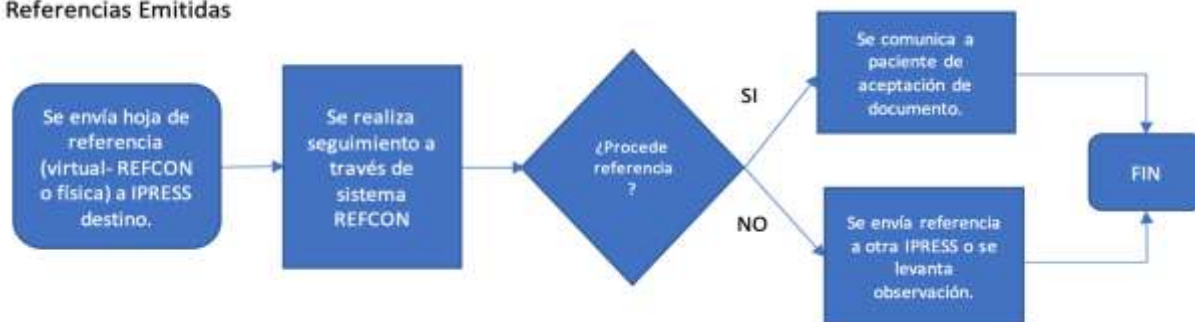 Referencias Emitidas
Se envía hoja de
referencia
(virtual- REFCON
o física) a IPRESS
destino.
Se realiza
seguimiento a
través de
sistema
REFCON
¿Procede
referencia
?
SI
Se comunica a
paciente de
aceptación de
documento.
NO
Se envía referencia
a otra IPRESS o se
levanta
observación.
FIN